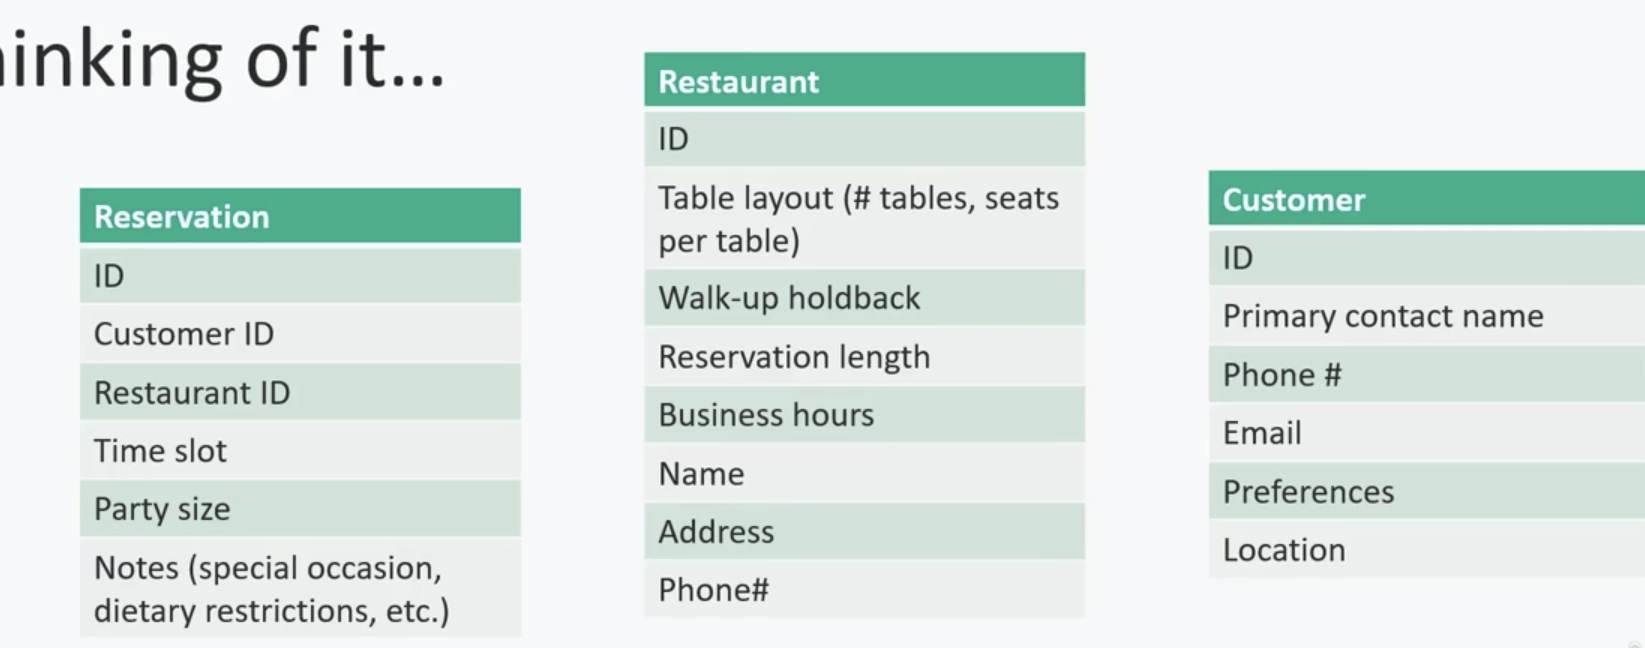 inking of it...
Reservation
ID
Customer ID
Restaurant ID
Time slot
Party size
Notes (special occasion,
dietary restrictions, etc.)
Restaurant
ID
Table layout (# tables, seats
per table)
Walk-up holdback
Reservation length
Business hours
Name
Address
Phone#
Customer
ID
Primary contact name
Phone #
Email
Preferences
Location